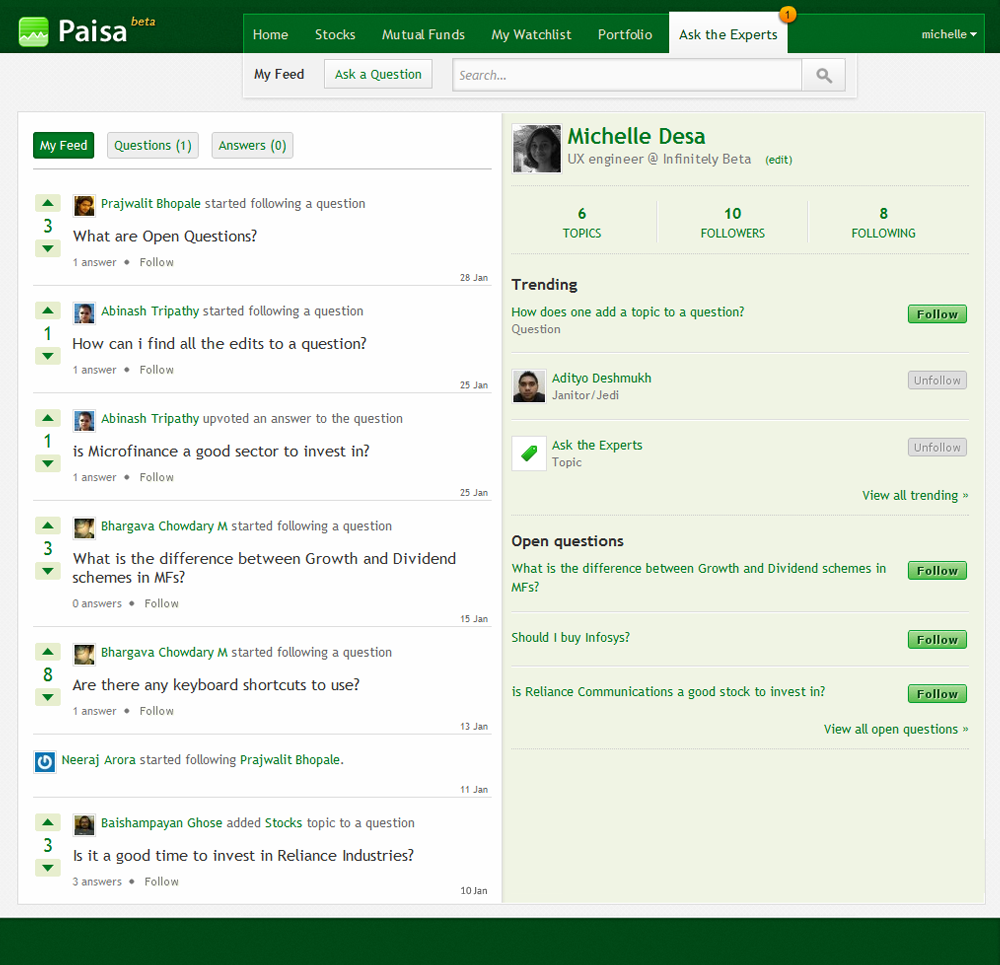 Paisa beta
Home Stocks Mutual Funds My Watchlist Portfolio Ask the Experts 1 michelle
My Feed Ask a Question Search...
My Feed Questions (1) Answers (0)
Prajwalit Bhopale started following a question
3
What are Open Questions?
1 answer • Follow
28 Jan
Abinash Tripathy started following a question
1
How can i find all the edits to a question?
1 answer • Follow
25 Jan
Abinash Tripathy upvoted an answer to the question
1
is Microfinance a good sector to invest in?
1 answer • Follow
25 Jan
Bhargava Chowdary M started following a question
3
What is the difference between Growth and Dividend
schemes in MFs?
0 answers • Follow
15 Jan
Bhargava Chowdary M started following a question
8
Are there any keyboard shortcuts to use?
1 answer • Follow
13 Jan
Neeraj Arora started following Prajwalit Bhopale.
11 Jan
Baishampayan Ghose added Stocks topic to a question
3
Is it a good time to invest in Reliance Industries?
3 answers • Follow
10 Jan
Michelle Desa
UX engineer @ Infinitely Beta (edit)
6 10 8
TOPICS FOLLOWERS FOLLOWING
Trending
How does one add a topic to a question? Follow
Question
Adityo Deshmukh Unfollow
Janitor/Jedi
Ask the Experts Unfollow
Topic
View all trending »
Open questions
What is the difference between Growth and Dividend schemes in Follow
MFs?
Should I buy Infosys? Follow
is Reliance Communications a good stock to invest in? Follow
View all open questions »